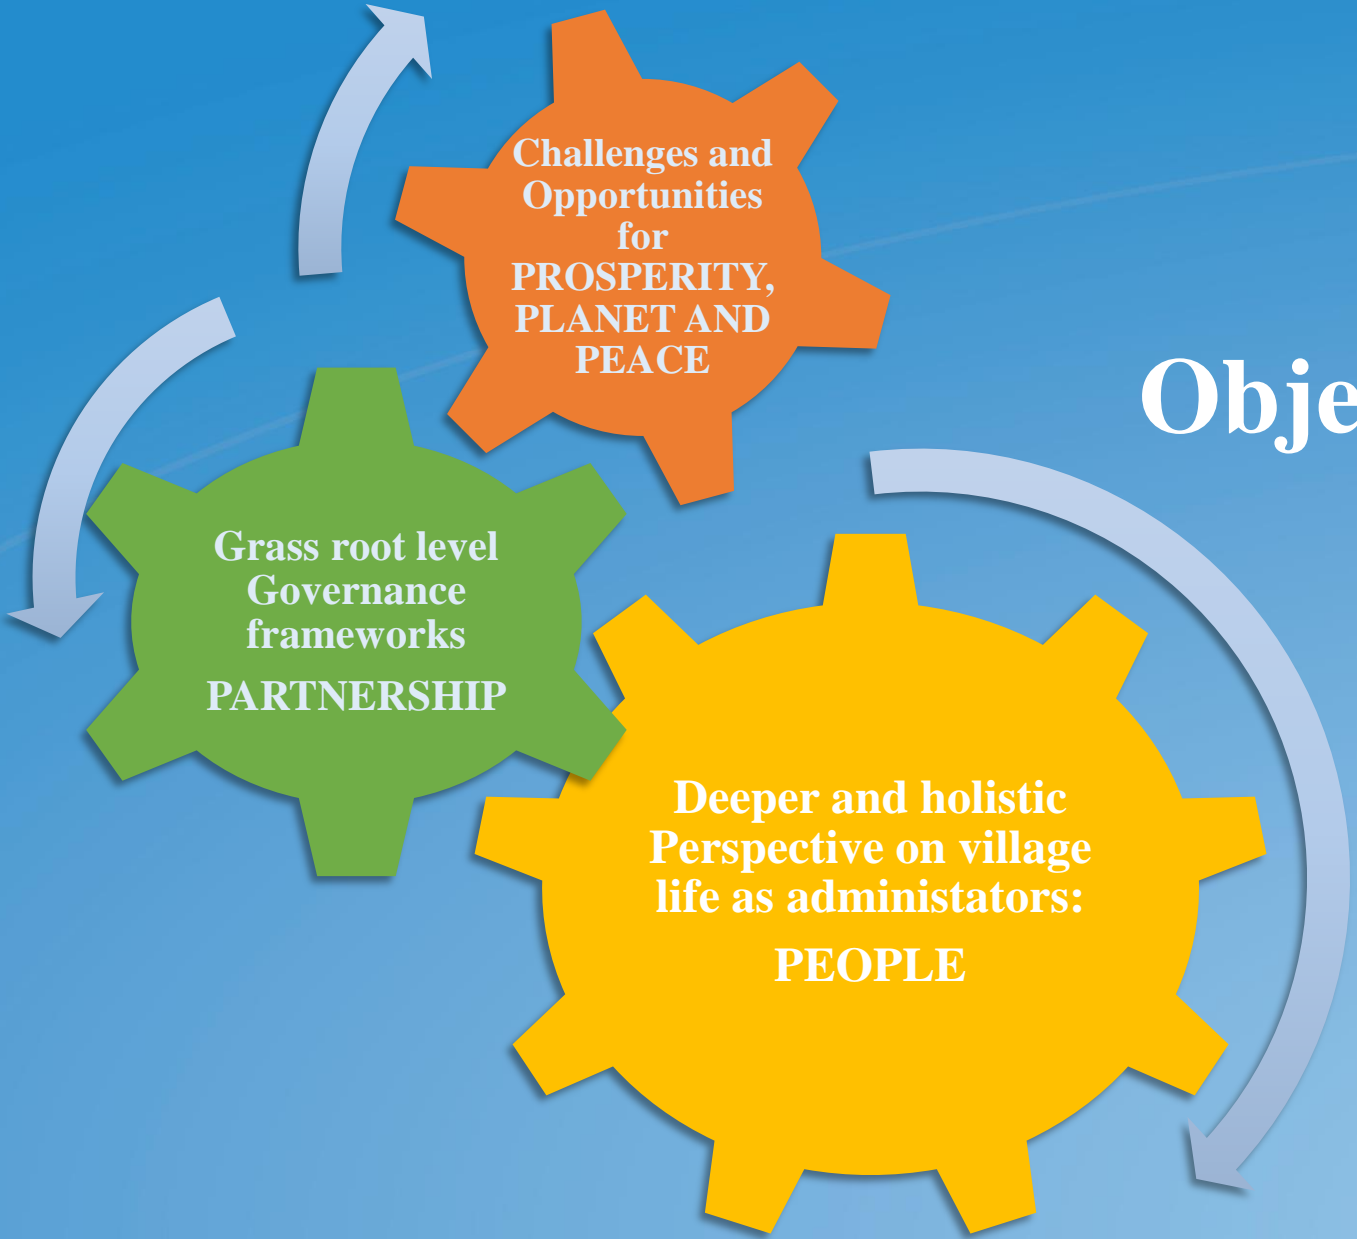 Challenges and
Opportunities
for
PROSPERITY,
PLANET AND
PEACE
Obje
Grass root level
Governance
frameworks
PARTNERSHIP
Deeper and holistic
Perspective on village
life as administators:
PEOPLE